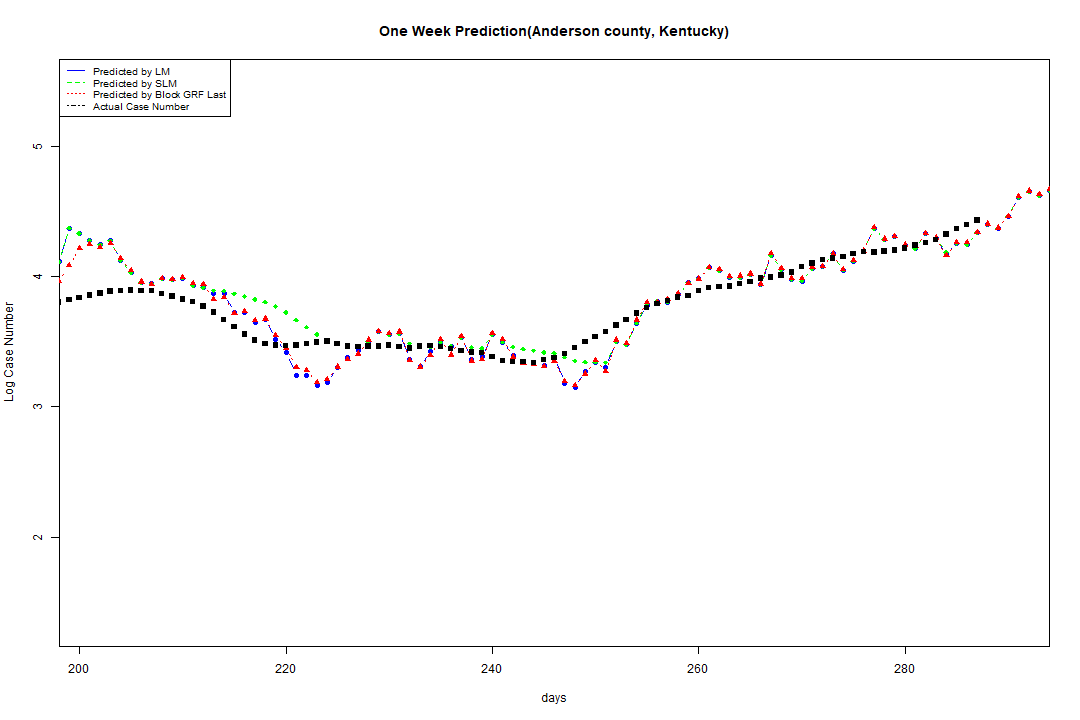 One Week Prediction(Anderson county, Kentucky)
Predicted by LM
Predicted by SLM
Predicted by Block GRF Last
Actual Case Number
5
4
3
2
Log Case Number
200 220 240 260 280
days